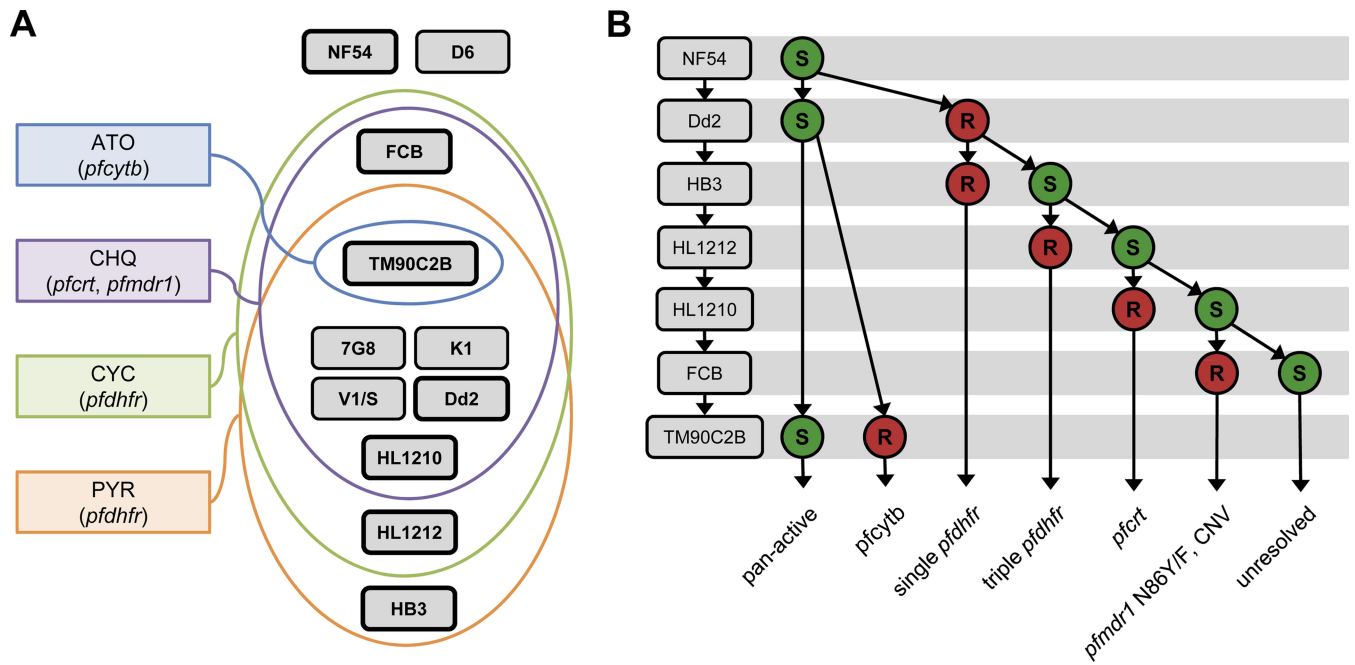 A
NF54
D6
ATO
(pfcytb)
FCB
CHQ
(pfcrt, pfmdr1)
TM90C2B
CYC
(pfdhfr)
7G8
K1
V1/S
Dd2
HL1210
PYR
(pfdhfr)
HL1212
HB3
B
NF54
S
Dd2
S
R
HB3
R
S
HL1212
R
S
HL1210
R
S
FCB
R
S
TM90C2B
S
R
pan-active
pfcytb
single pfdhfr
triple pfdhfr
pfcrt
pfmdr1 N86Y/F, CNV
unresolved